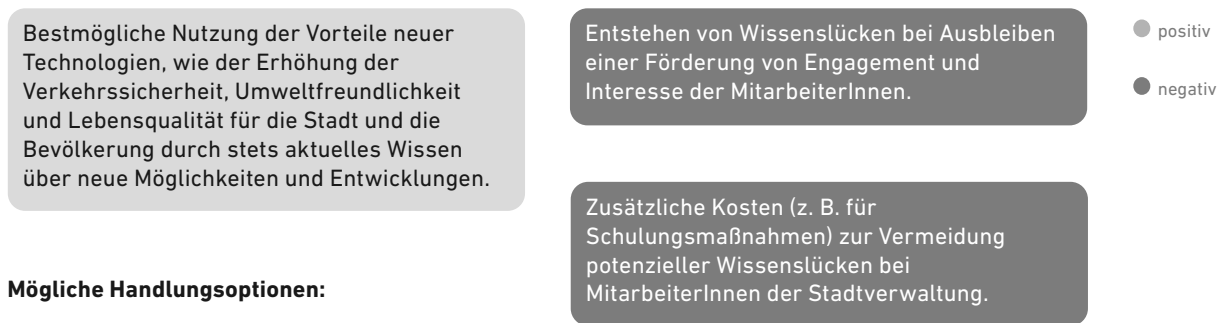 Bestmögliche Nutzung der Vorteile neuer
Technologien, wie der Erhöhung der
Verkehrssicherheit, Umweltfreundlichkeit
und Lebensqualität für die Stadt und die
Bevölkerung durch stets aktuelles Wissen
über neue Möglichkeiten und Entwicklungen.
Entstehen von Wissenslücken bei Ausbleiben
einer Förderung von Engagement und
Interesse der MitarbeiterInnen.
positiv
negativ
Zusätzliche Kosten (z. B. für
Schulungsmaßnahmen) zur Vermeidung
potenzieller Wissenslücken bei
MitarbeiterInnen der Stadtverwaltung.
Mögliche Handlungsoptionen: